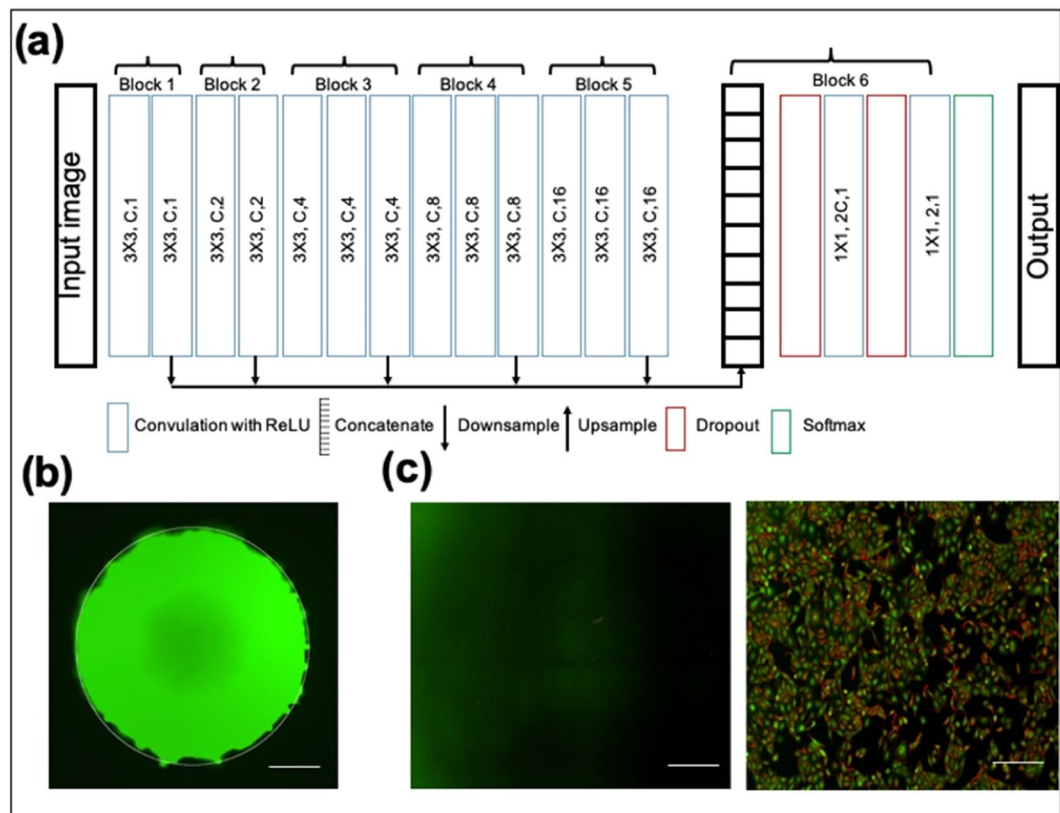 (a)
Block 1 Block 2 Block 3 Block 4 Block 5 Block 6
Input image
3X3, C,1
3X3, C,1
3X3, C,2
3X3, C,2
3X3, C,4
3X3, C,4
3X3, C,4
3X3, C,8
3X3, C,8
3X3, C,8
3X3, C,16
3X3, C,16
3X3, C,16
1X1, 2C,1
1X1, 2,1
Output
Convulation with ReLU Concatenate Downsample Upsample Dropout Softmax
(b)
(c)